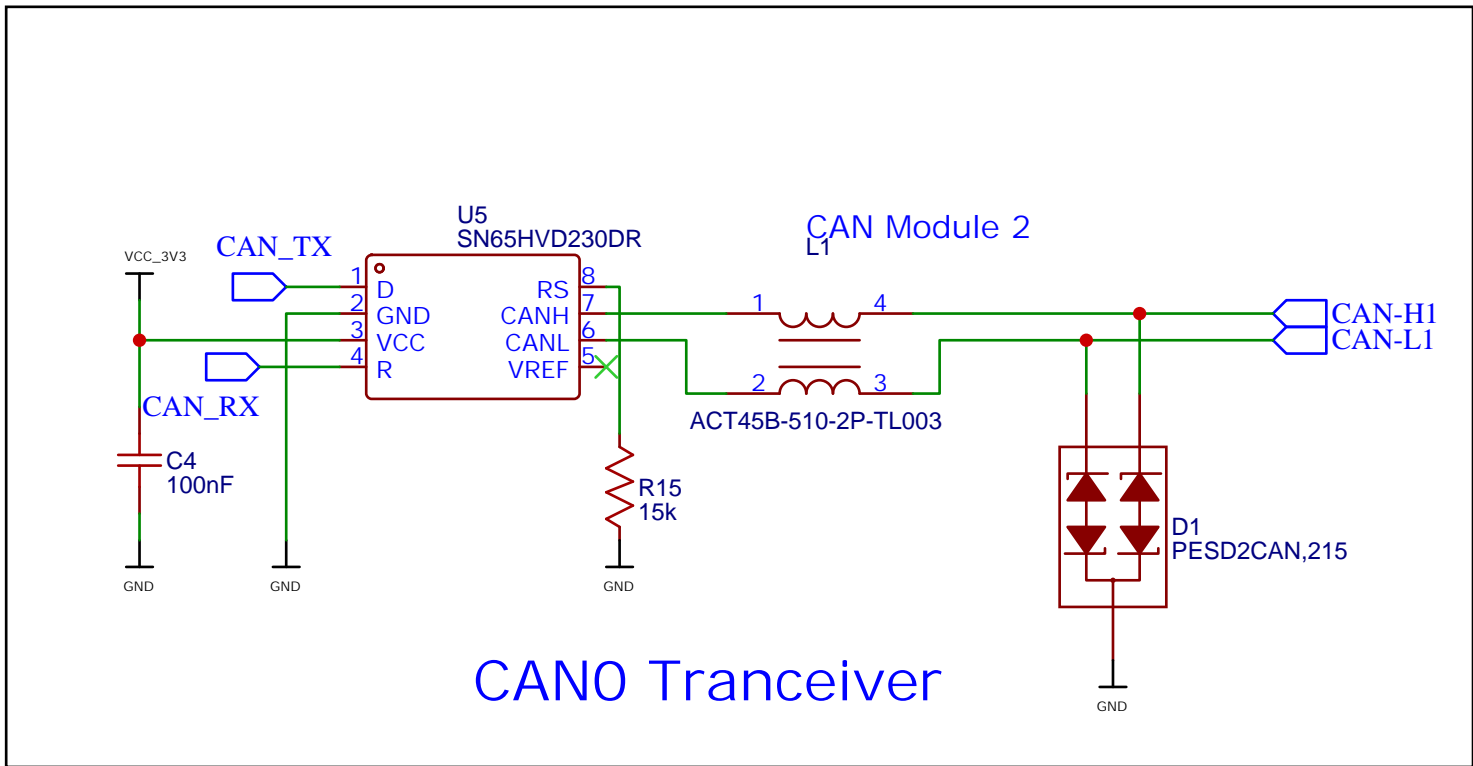 CAN Module 2
L1
U5
SN65HVD230DR
CAN_TX
VCC_3V3
1
D
2
GND
3
VCC
4
R
RS
8
CANH
7
CANL
6
VREF
5
CAN_RX
1
4
2
3
ACT45B-510-2P-TL003
CAN-H1
CAN-L1
C4
100nF
R15
15k
D1
PESD2CAN,215
GND
GND
GND
GND
CAN0 Tranceiver